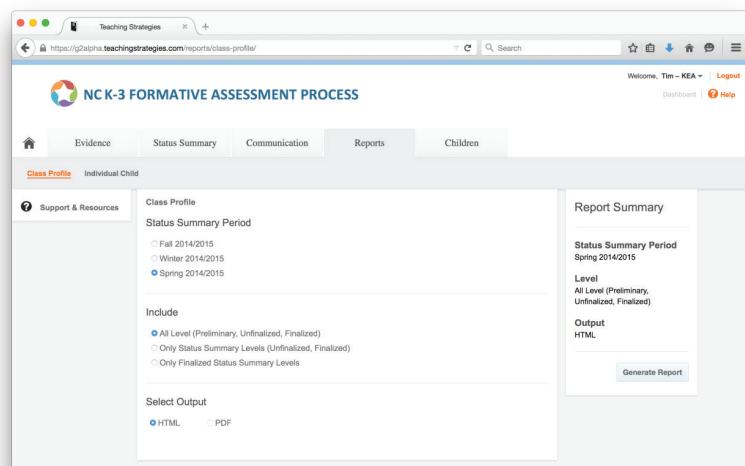 Teaching Strategies
https://g2alpha.teachingstrategies.com/reports/class-profile/
Search
Welcome, Tim – KEA
Logout
NC K-3 FORMATIVE ASSESSMENT PROCESS
Dashboard
Help
Evidence
Status Summary
Communication
Reports
Children
Class Profile
Individual Child
Support & Resources
Class Profile
Status Summary Period
Fall 2014/2015
Winter 2014/2015
Spring 2014/2015
Include
All Level (Preliminary, Unfinalized, Finalized)
Only Status Summary Levels (Unfinalized, Finalized)
Only Finalized Status Summary Levels
Select Output
HTML
PDF
Report Summary
Status Summary Period
Spring 2014/2015
Level
All Level (Preliminary,
Unfinalized, Finalized)
Output
HTML
Generate Report